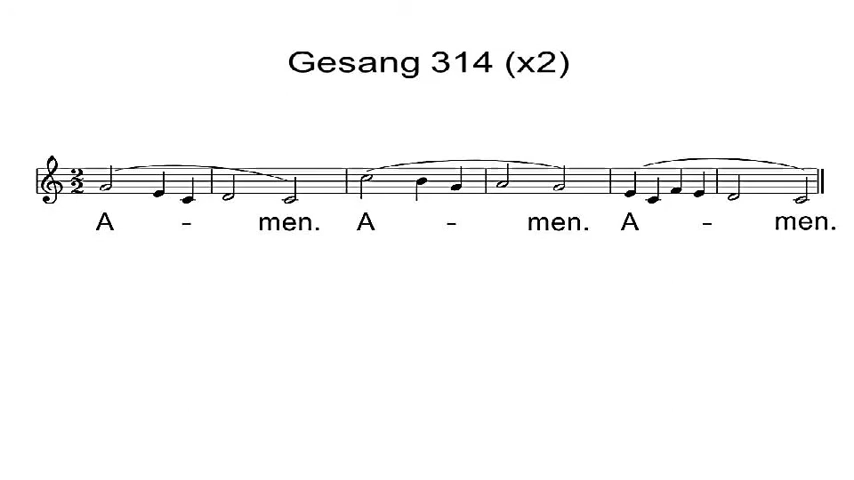 Gesang 314 (x2)
A - men. A - men. A - men.